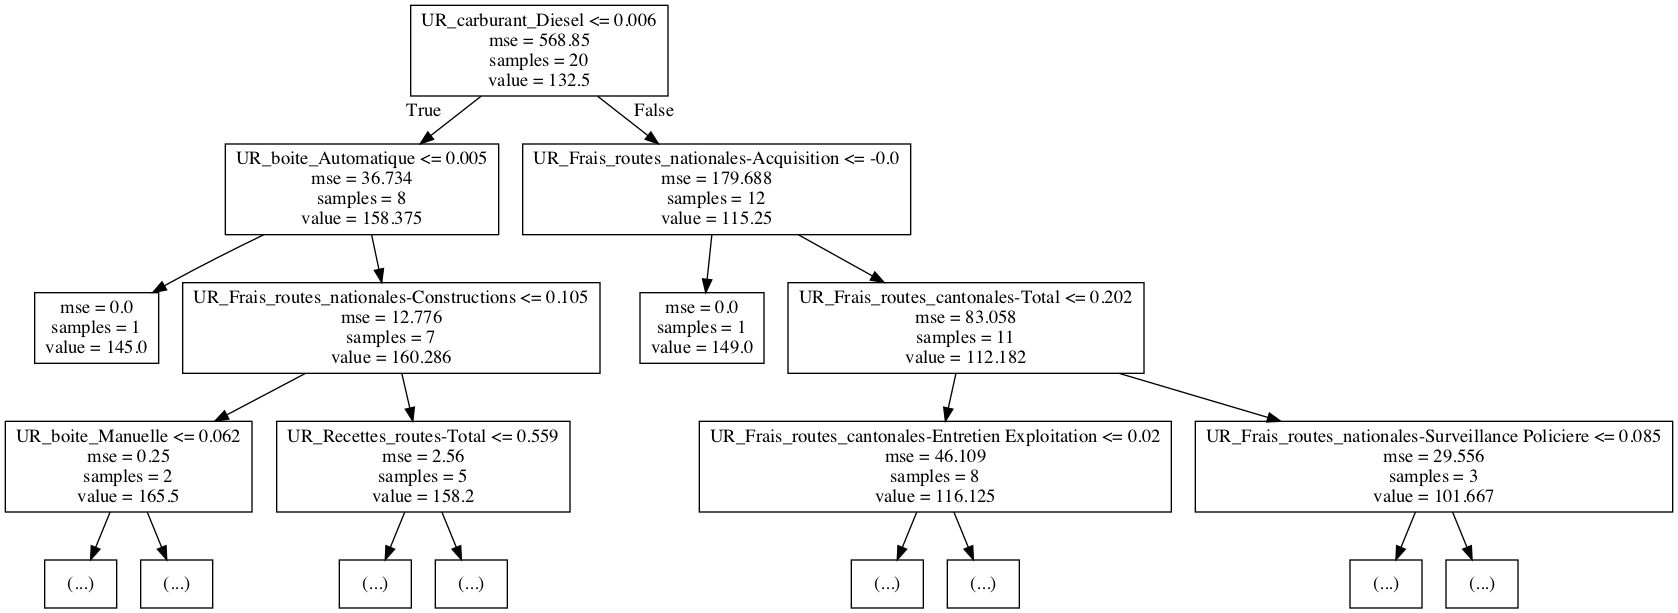 UR_carburant_Diesel <= 0.006
mse = 568.85
samples = 20
value = 132.5
True
False
UR_boite_Automatique <= 0.005
mse = 36.734
samples = 8
value = 158.375
UR_Frais_routes_nationales-Acquisition <= -0.0
mse = 179.688
samples = 12
value = 115.25
mse = 0.0
samples = 1
value = 145.0
UR_Frais_routes_nationales-Constructions <= 0.105
mse = 12.776
samples = 7
value = 160.286
mse = 0.0
samples = 1
value = 149.0
UR_Frais_routes_cantonales-Total <= 0.202
mse = 83.058
samples = 11
value = 112.182
UR_boite_Manuelle <= 0.062
mse = 0.25
samples = 2
value = 165.5
UR_Recettes_routes-Total <= 0.559
mse = 2.56
samples = 5
value = 158.2
UR_Frais_routes_cantonales-Entretien Exploitation <= 0.02
mse = 46.109
samples = 8
value = 116.125
UR_Frais_routes_nationales-Surveillance Policiere <= 0.085
mse = 29.556
samples = 3
value = 101.667
(...)
(...)
(...)
(...)
(...)
(...)
(...)
(...)